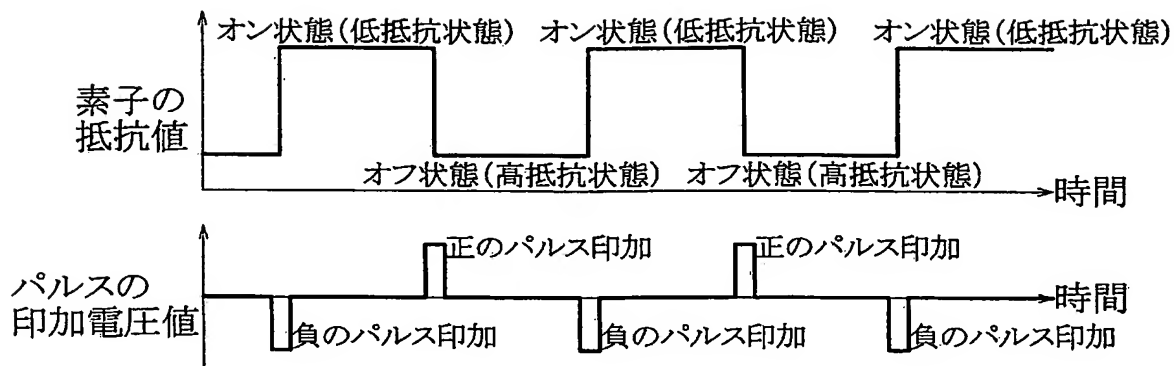 オン状態(低抵抗状態) オン状態(低抵抗状態) オン状態(低抵抗状態)
素子の
抵抗値
オフ状態(高抵抗状態) オフ状態(高抵抗状態)
時間
正のパルス印加 正のパルス印加
パルスの
印加電圧値
時間
負のパルス印加 負のパルス印加 負のパルス印加